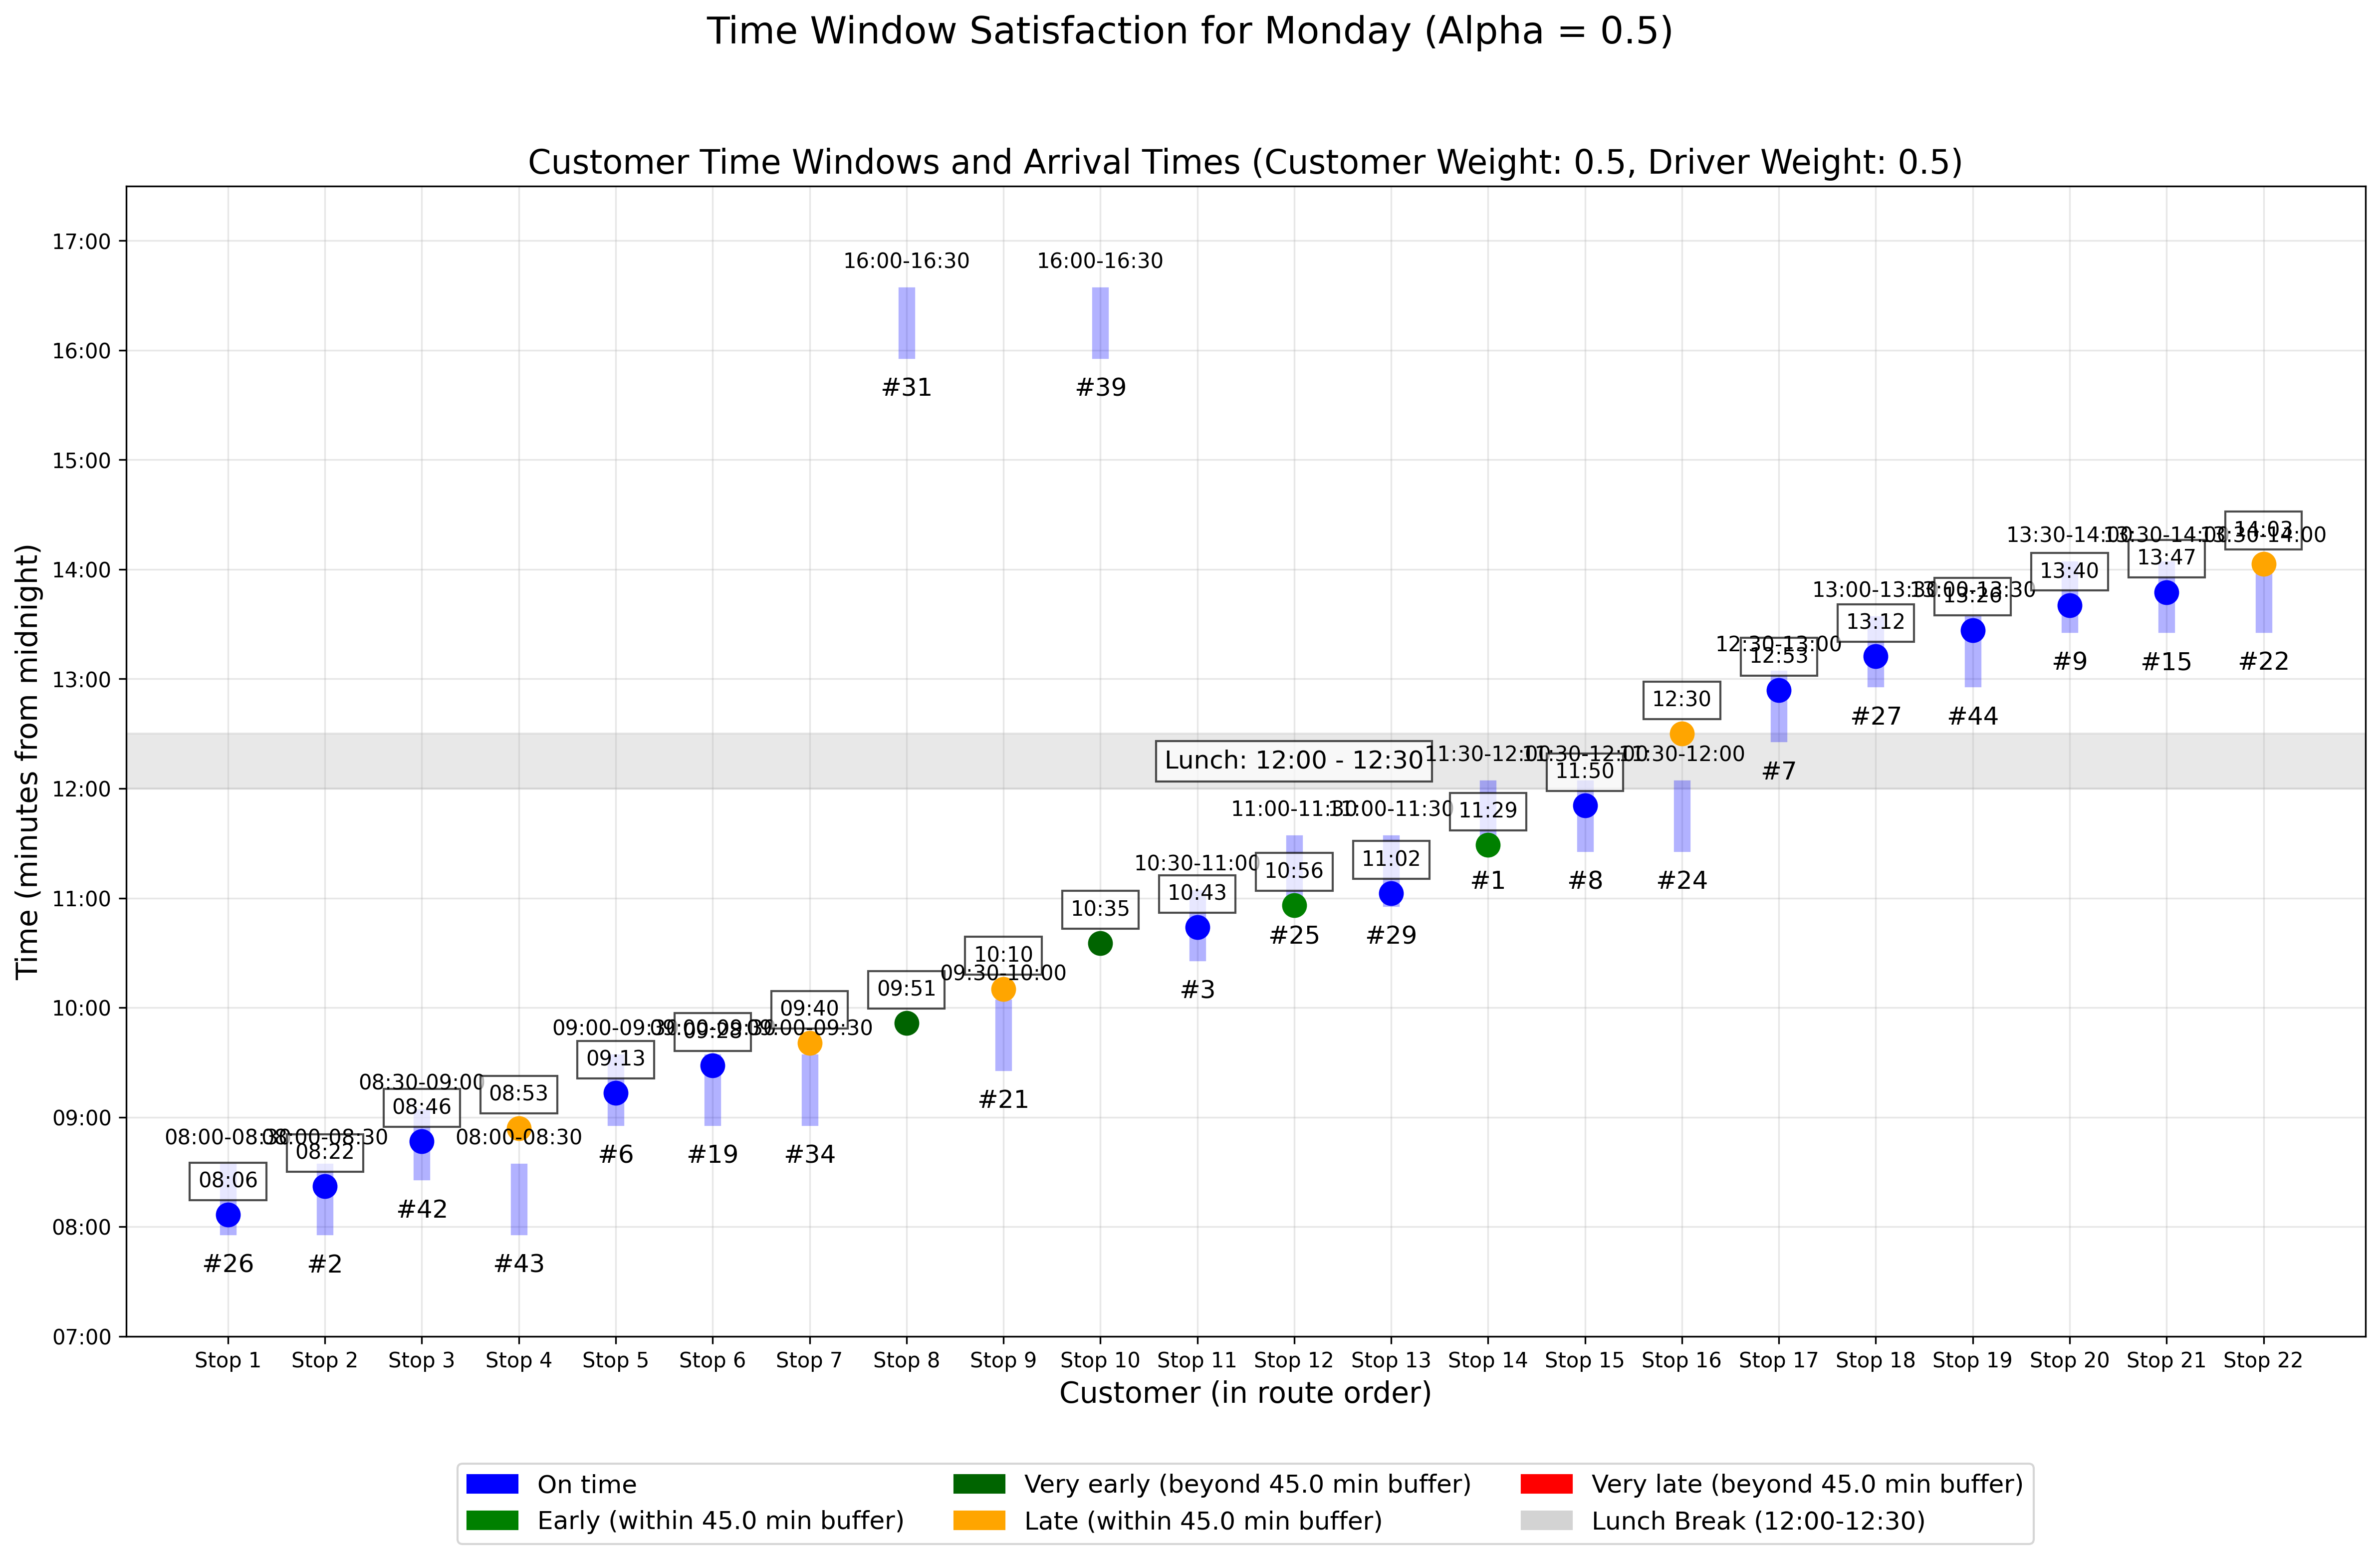 Time Window Satisfaction for Monday (Alpha = 0.5)
Customer Time Windows and Arrival Times (Customer Weight: 0.5, Driver Weight: 0.5)
Time (minutes from midnight)
17:00
16:00
15:00
14:00
13:00
12:00
11:00
10:00
09:00
08:00
07:00
08:00-08:30
08:06
#26
08:00-08:30
08:22
#2
08:30-09:00
08:46
#42
08:53
08:00-08:30
#43
09:00-09:30
09:13
#6
09:00-09:30
09:28
#19
09:40
09:00-09:30
#34
16:00-16:30
#31
09:51
10:10
09:30-10:00
#21
16:00-16:30
#39
10:35
10:30-11:00
10:43
#3
11:00-11:30
10:56
#25
11:00-11:30
11:02
#29
Lunch: 12:00 - 12:30
11:30-12:00
11:29
#1
11:30-12:00
11:50
#8
12:30
11:30-12:00
#24
12:30-13:00
12:53
#7
13:00-13:30
13:12
#27
13:00-13:30
13:26
#44
13:30-14:00
13:40
#9
13:30-14:00
13:47
#15
14:03
13:30-14:00
#22
Stop 1
Stop 2
Stop 3
Stop 4
Stop 5
Stop 6
Stop 7
Stop 8
Stop 9
Stop 10
Stop 11
Stop 12
Stop 13
Stop 14
Stop 15
Stop 16
Stop 17
Stop 18
Stop 19
Stop 20
Stop 21
Stop 22
Customer (in route order)
On time
Early (within 45.0 min buffer)
Very early (beyond 45.0 min buffer)
Late (within 45.0 min buffer)
Very late (beyond 45.0 min buffer)
Lunch Break (12:00-12:30)